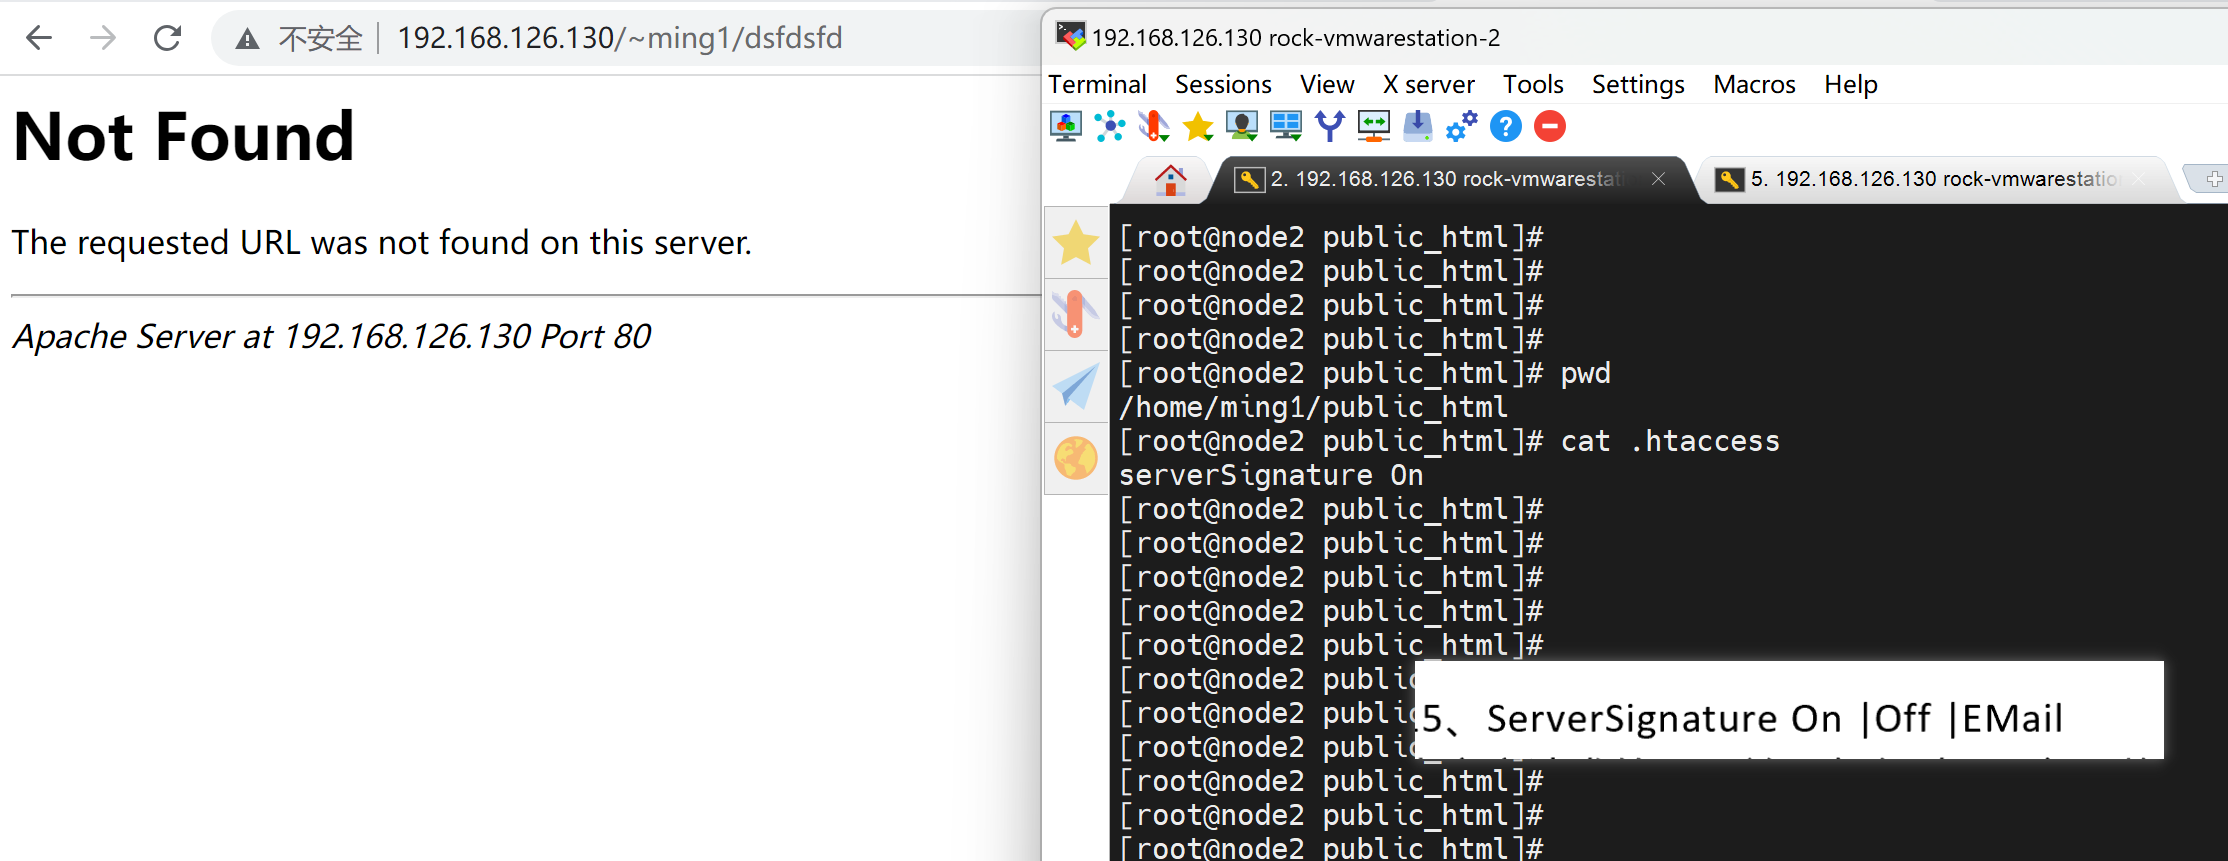 不安全 192.168.126.130/~ming1/dsfdsfd
Not Found
The requested URL was not found on this server.
Apache Server at 192.168.126.130 Port 80
192.168.126.130 rock-vmwarestation-2
Terminal Sessions View X server Tools Settings Macros Help
2. 192.168.126.130 rock-vmwarestati
5. 192.168.126.130 rock-vmwarestatio
[root@node2 public_html]#
[root@node2 public_html]#
[root@node2 public_html]#
[root@node2 public_html]#
[root@node2 public_html]# pwd
/home/ming1/public_html
[root@node2 public_html]# cat .htaccess
serverSignature On
[root@node2 public_html]#
[root@node2 public_html]#
[root@node2 public_html]#
[root@node2 public_html]#
[root@node2 public_html]#
[root@node2 public
[root@node2 public
[root@node2 public
5、ServerSignature On |Off |EMail
[root@node2 public_html]#
[root@node2 public_html]#
[root@node2 public_html]#